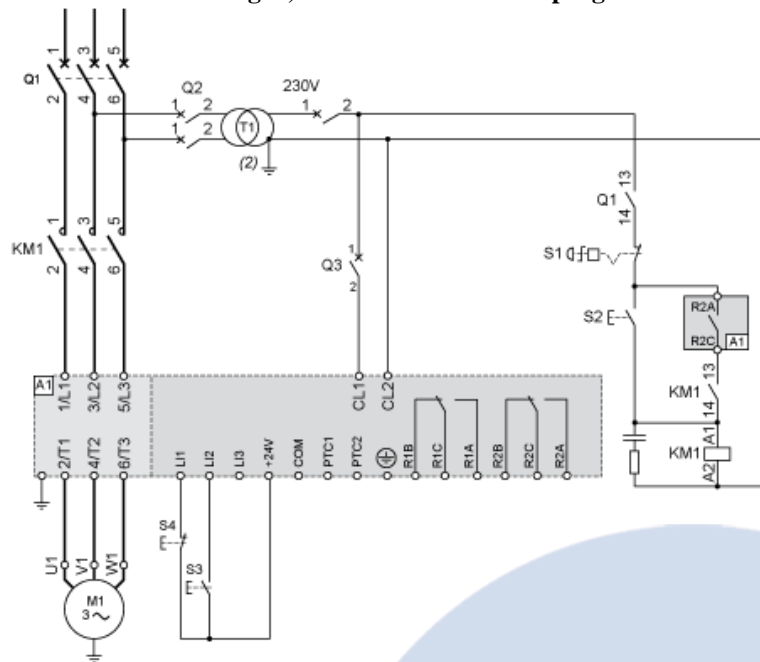 1 3 5
Q1
2 4 6
Q2
1 2
1 2
T1
(2)
230V
1 2
1 3 5
KM1
2 4 6
Q3
1
2
Q1
13
14
S1
S2
R2A
R2C
A1
KM1
13
14
KM1
A1
A2
A1
1/L1 3/L2 5/L3
CL1 CL2
2/T1 4/T2 6/T3
LI1 LI2 LI3 +24V COM PTC1 PTC2 R1B R1C R1A R2B R2C R2A
S4
S3
U1 V1 W1
M1
3 ~